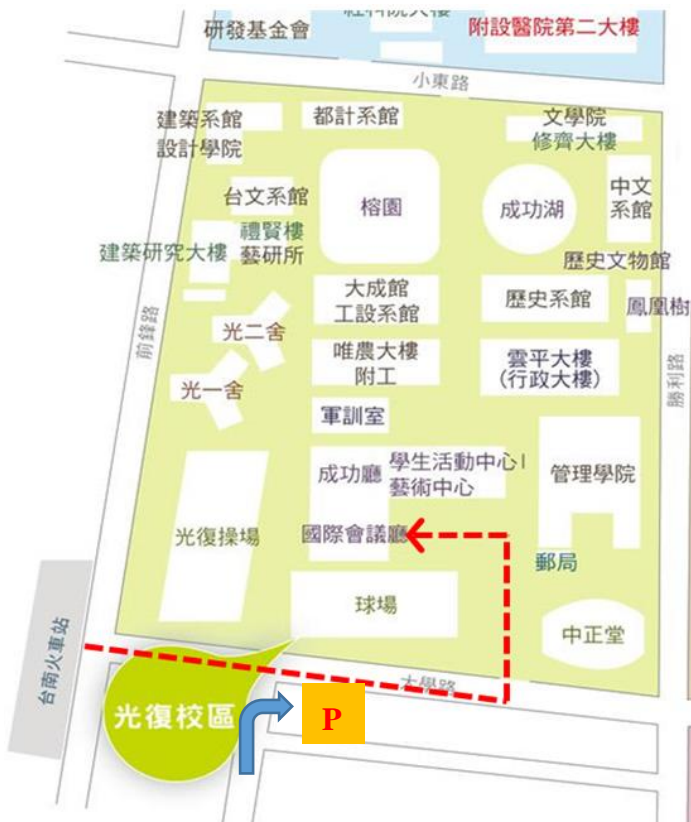 社科院大樓
研發基金會
附設醫院第二大樓
小東路
建築系館
設計學院
都計系館
文學院
修齊大樓
台文系館
榕園
成功湖
中文
系館
建築研究大樓
禮賢樓
藝研所
歷史文物館
大成館
工設系館
歷史系館
鳳凰樹
前鋒路
光二舍
唯農大樓
附工
雲平大樓
(行政大樓)
勝利路
光一舍
軍訓室
成功廳
學生活動中心|
藝術中心
管理學院
光復操場
國際會議廳
郵局
球場
中正堂
台南火車站
大學路
光復校區
P